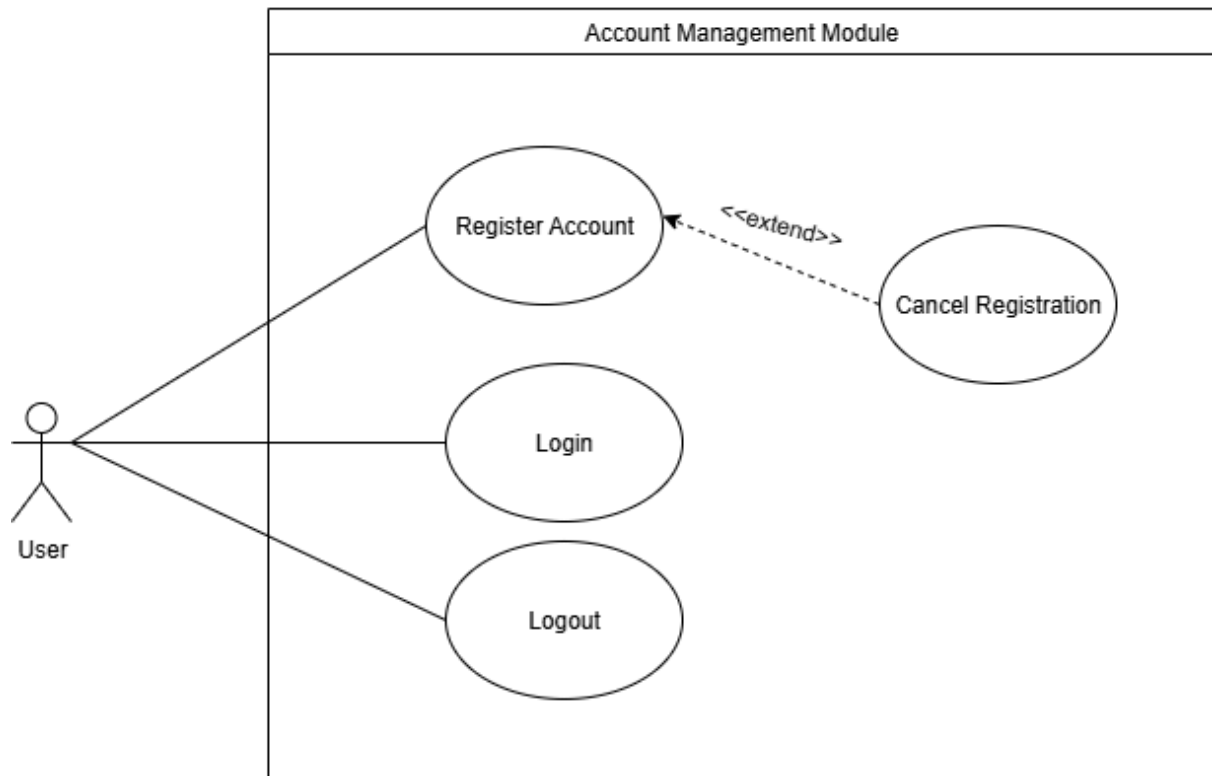 Account Management Module
Register Account
<<extend>>
Cancel Registration
Login
User
Logout